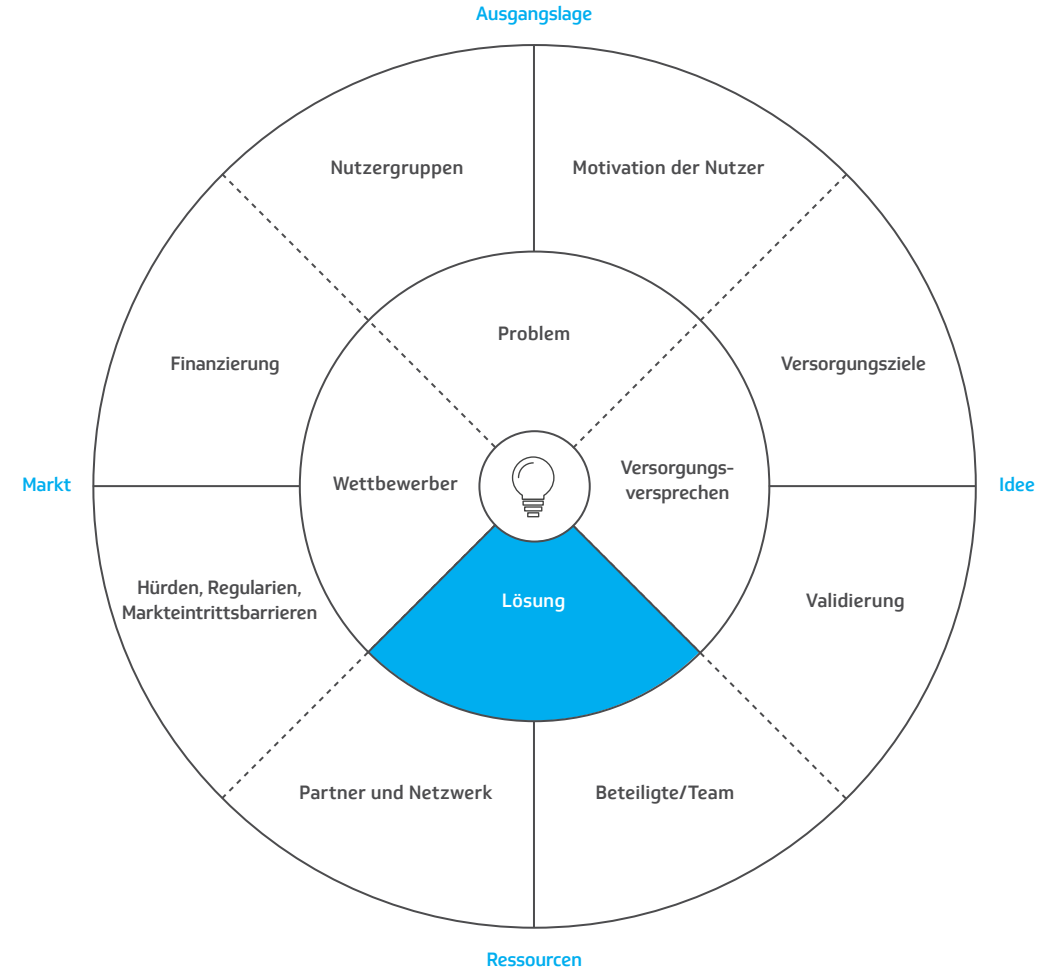 Ausgangslage
Nutzergruppen
Motivation der Nutzer
Problem
Finanzierung
Versorgungsziele
Markt
Wettbewerber
Versorgungs-
versprechen
Idee
Hürden, Regularien,
Markteintrittsbarrieren
Lösung
Validierung
Partner und Netzwerk
Beteiligte/Team
Ressourcen